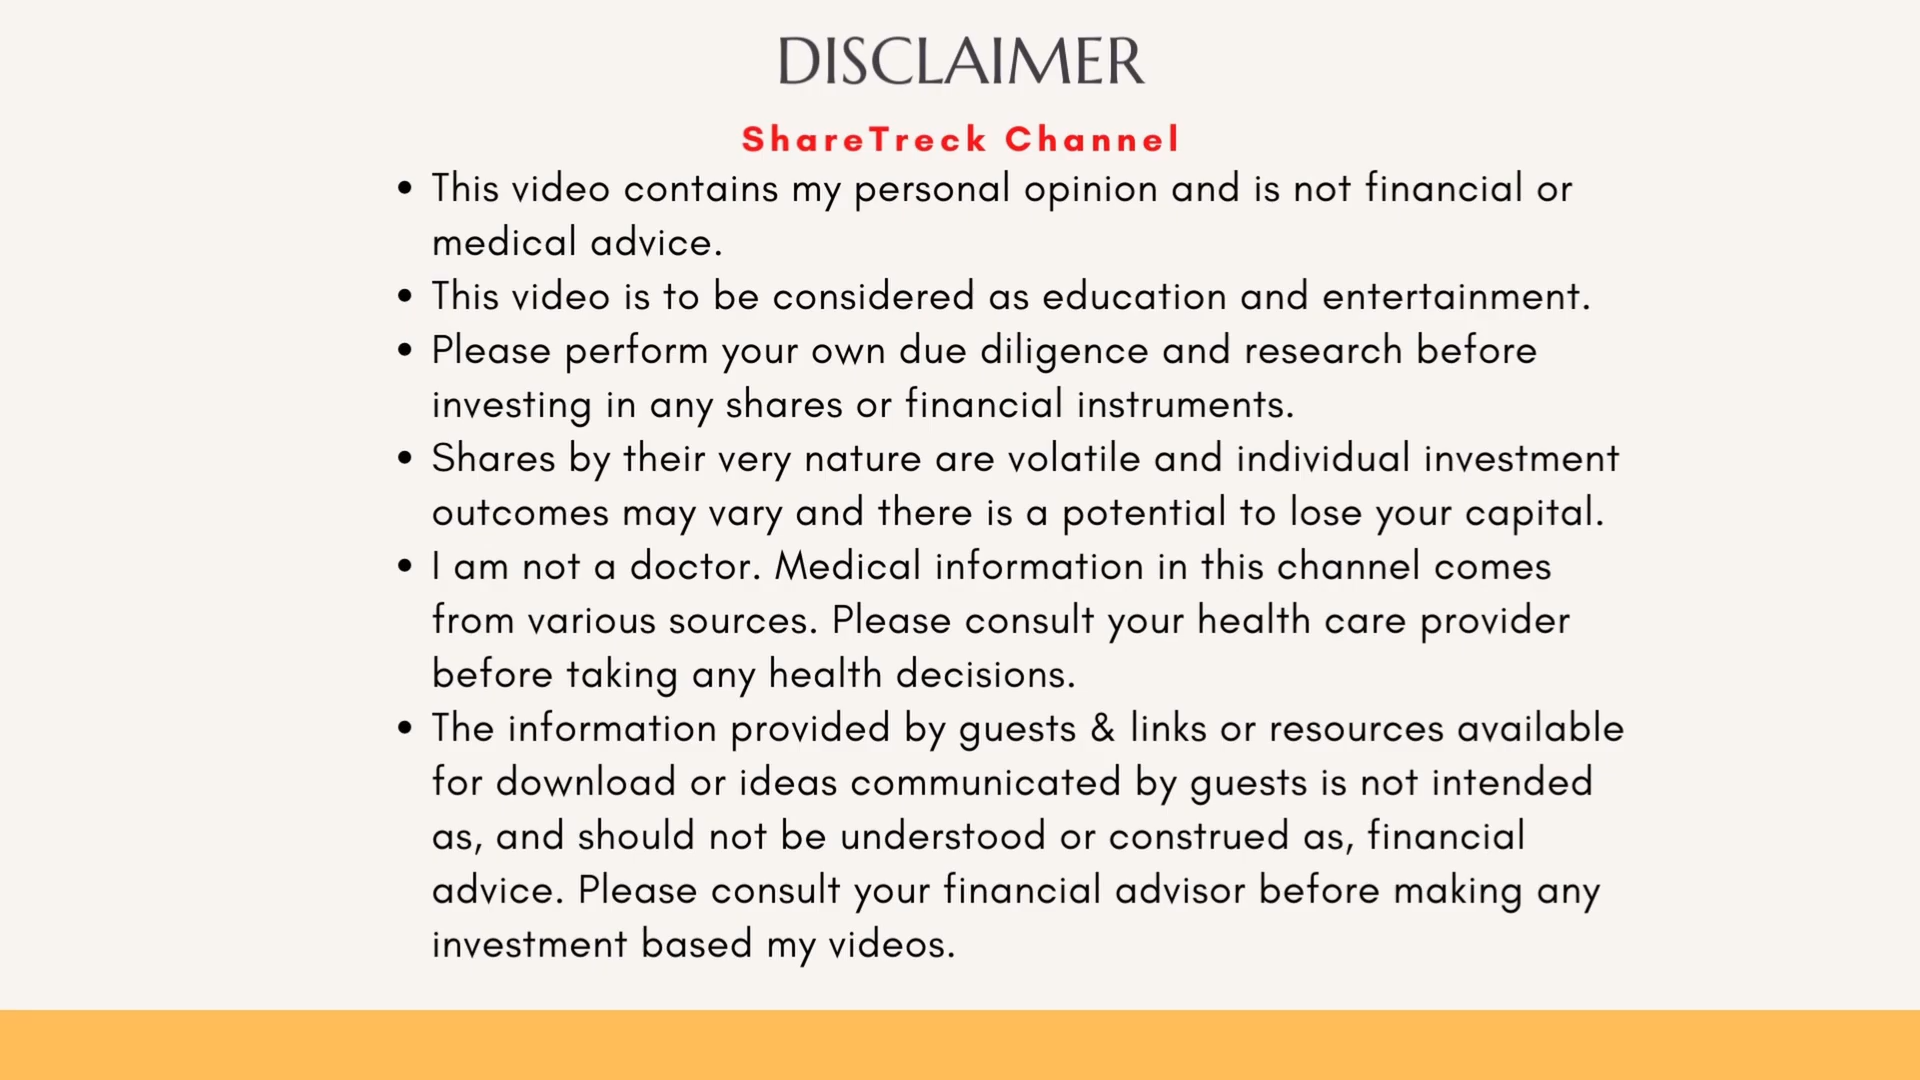 DISCLAIMER
ShareTreck Channel
• This video contains my personal opinion and is not financial or
medical advice.
• This video is to be considered as education and entertainment.
• Please perform your own due diligence and research before
investing in any shares or financial instruments.
• Shares by their very nature are volatile and individual investment
outcomes may vary and there is a potential to lose your capital.
• I am not a doctor. Medical information in this channel comes
from various sources. Please consult your health care provider
before taking any health decisions.
• The information provided by guests & links or resources available
for download or ideas communicated by guests is not intended
as, and should not be understood or construed as, financial
advice. Please consult your financial advisor before making any
investment based my videos.